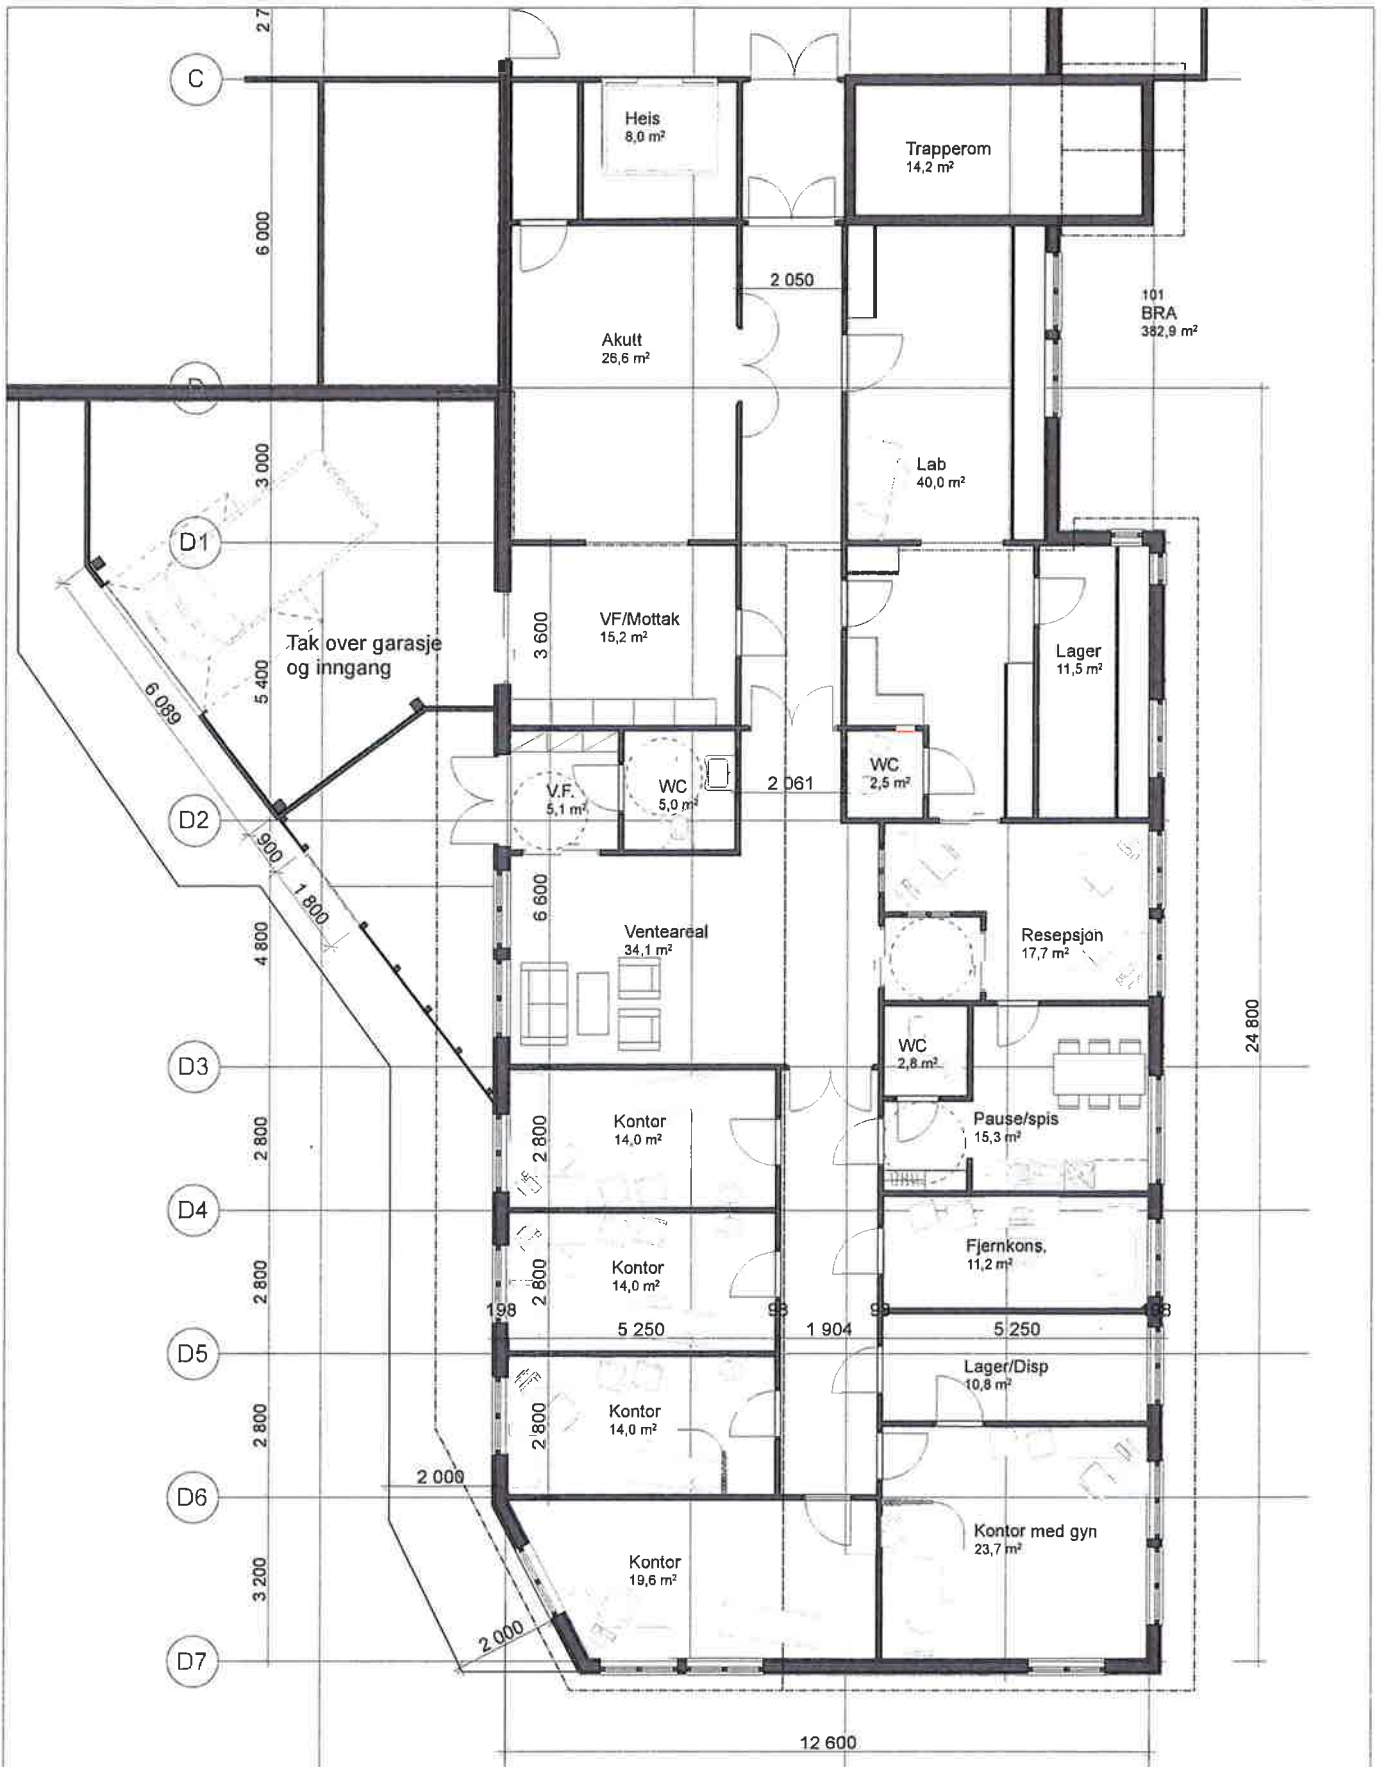 2 7
C
Heis
8,0 m²
Trapperom
14,2 m²
6 000
2 050
101
BRA
382,9 m²
Akutt
26,6 m²
D
3 000
Lab
40,0 m²
D1
3 600
VF/Mottak
15,2 m²
Tak over garasje
og inngang
Lager
11,5 m²
5 400
6 089
WC
2,5 m²
V.F.
5,1 m²
WC
5,0 m²
2 061
D2
900
1 800
6 600
4 800
Venteareal
34,1 m²
Resepsjon
17,7 m²
24 800
WC
2,8 m²
D3
Kontor
14,0 m²
Pause/spis
15,3 m²
2 800
2 800
D4
Fjernkons.
11,2 m²
Kontor
14,0 m²
2 800
2 800
198
98
98
198
5 250
1 904
5 250
D5
Lager/Disp
10,8 m²
Kontor
14,0 m²
2 800
2 800
2 000
D6
Kontor med gyn
23,7 m²
Kontor
19,6 m²
3 200
2 000
D7
12 600